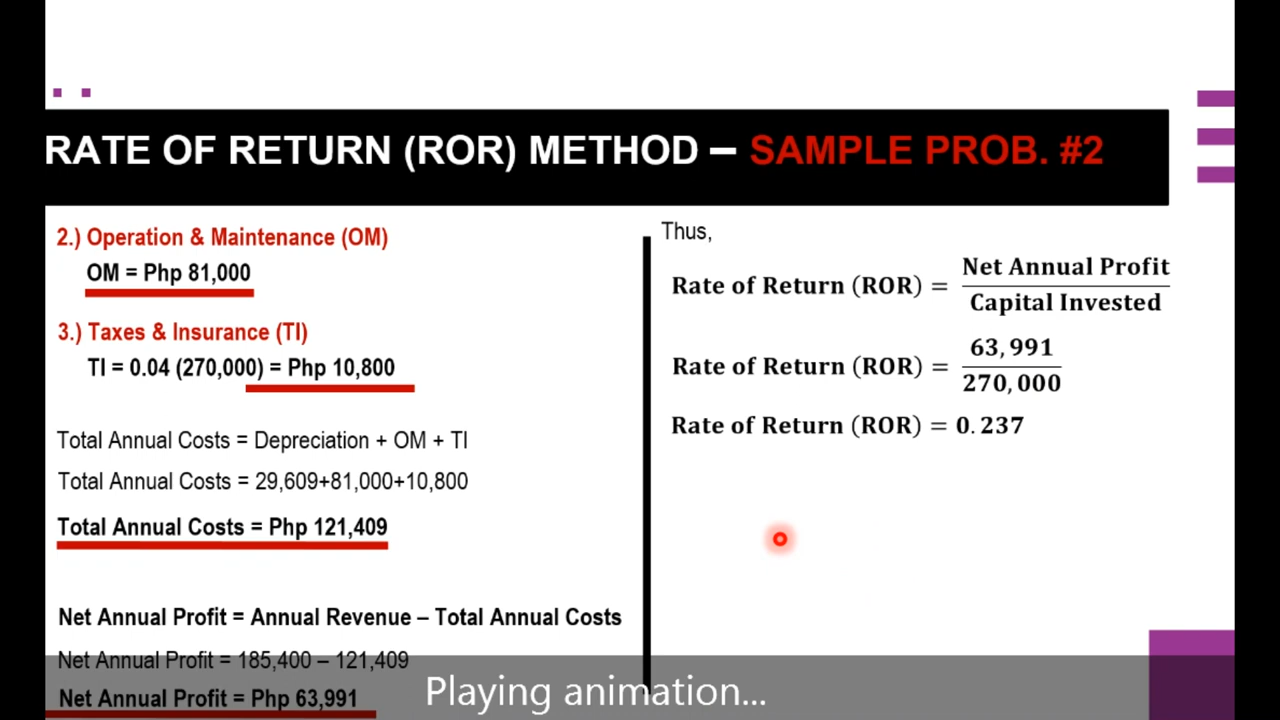 RATE OF RETURN (ROR) METHOD – SAMPLE PROB. #2
2.) Operation & Maintenance (OM)
OM = Php 81,000
3.) Taxes & Insurance (TI)
TI = 0.04 (270,000) = Php 10,800
Total Annual Costs = Depreciation + OM + TI
Total Annual Costs = 29,609+81,000+10,800
Total Annual Costs = Php 121,409
Net Annual Profit = Annual Revenue – Total Annual Costs
Net Annual Profit = 185,400 – 121,409
Net Annual Profit = Php 63,991
Thus,
Rate of Return (ROR) = Net Annual Profit / Capital Invested
Rate of Return (ROR) = 63,991 / 270,000
Rate of Return (ROR) = 0.237
Playing animation...